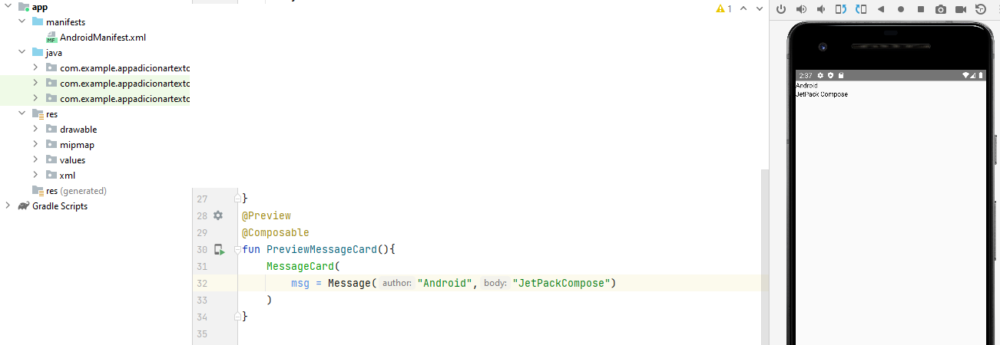 app
manifests
AndroidManifest.xml
java
com.example.appadicionartexto
com.example.appadicionartexto
com.example.appadicionartexto
res
drawable
mipmap
values
xml
res (generated)
Gradle Scripts
1
27 }
28 @Preview
29 @Composable
30 fun PreviewMessageCard(){
31 MessageCard(
32 msg = Message( author: "Android", body: "JetPackCompose")
33 )
34 }
35
2:37
Android
JetPack Compose